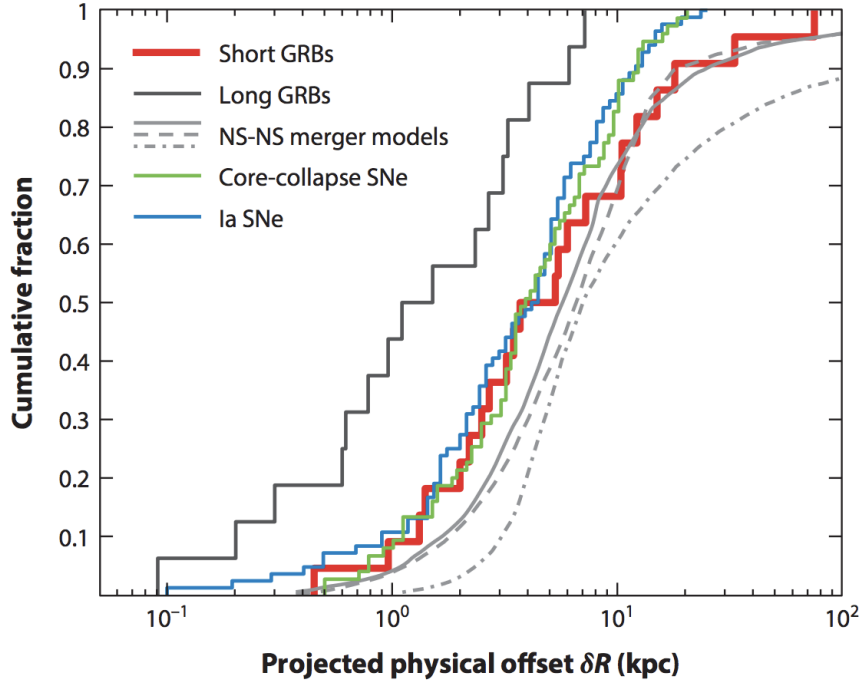 1
0.9
0.8
0.7
0.6
0.5
0.4
0.3
0.2
0.1
Cumulative fraction
Short GRBs
Long GRBs
NS-NS merger models
Core-collapse SNe
Ia SNe
10⁻¹ 10⁰ 10¹ 10²
Projected physical offset δR (kpc)